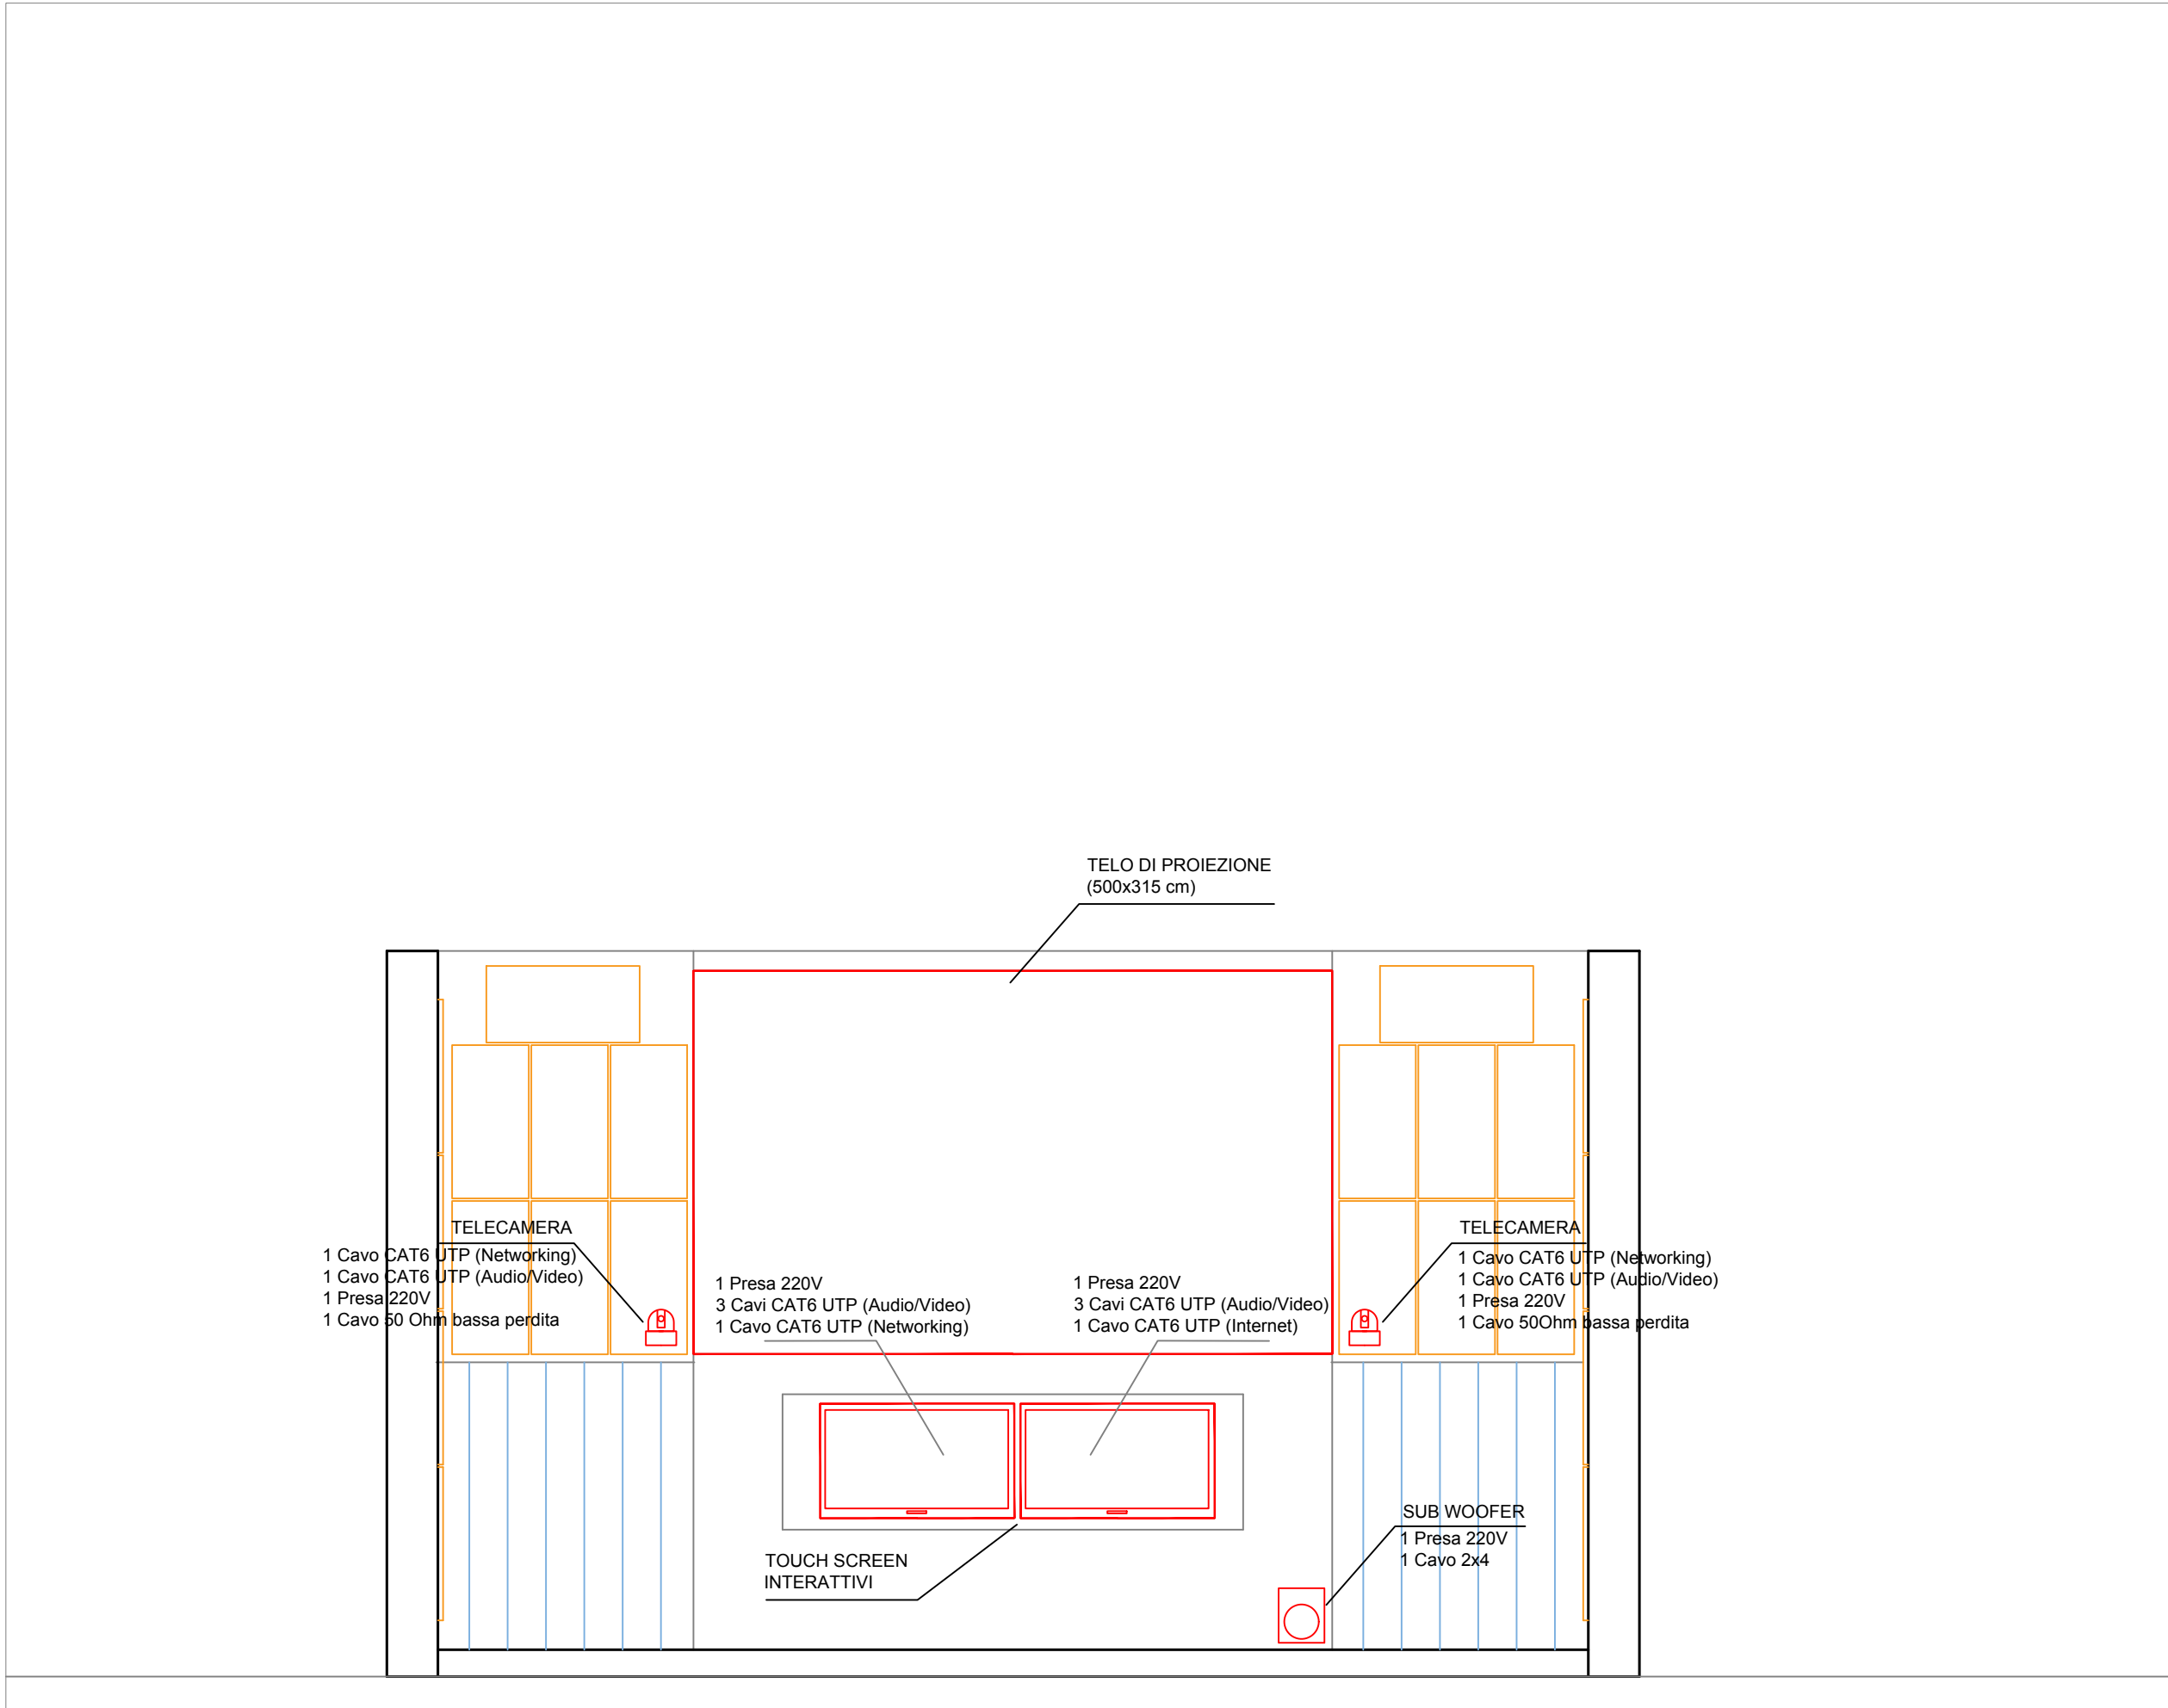 TELO DI PROIEZIONE
(500x315 cm)
TELECAMERA
1 Cavo CAT6 UTP (Networking)
1 Cavo CAT6 UTP (Audio/Video)
1 Presa 220V
1 Cavo 50 Ohm bassa perdita
1 Presa 220V
3 Cavi CAT6 UTP (Audio/Video)
1 Cavo CAT6 UTP (Networking)
1 Presa 220V
3 Cavi CAT6 UTP (Audio/Video)
1 Cavo CAT6 UTP (Internet)
TELECAMERA
1 Cavo CAT6 UTP (Networking)
1 Cavo CAT6 UTP (Audio/Video)
1 Presa 220V
1 Cavo 50Ohm bassa perdita
SUB WOOFER
1 Presa 220V
1 Cavo 2x4
TOUCH SCREEN
INTERATTIVI